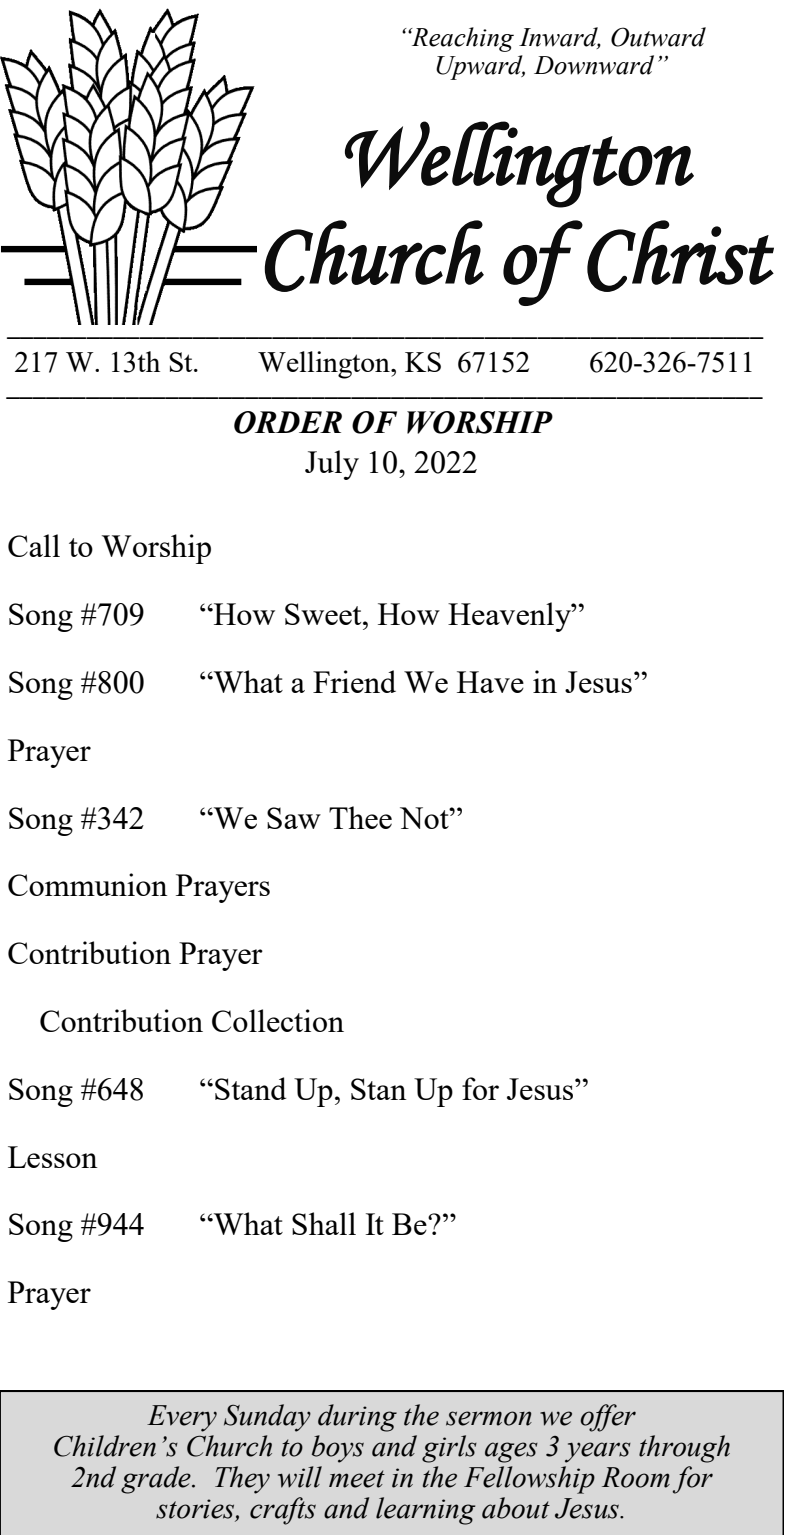 “Reaching Inward, Outward
Upward, Downward”
Wellington
Church of Christ
217 W. 13th St. Wellington, KS 67152 620-326-7511
ORDER OF WORSHIP
July 10, 2022
Call to Worship
Song #709 “How Sweet, How Heavenly”
Song #800 “What a Friend We Have in Jesus”
Prayer
Song #342 “We Saw Thee Not”
Communion Prayers
Contribution Prayer
Contribution Collection
Song #648 “Stand Up, Stan Up for Jesus”
Lesson
Song #944 “What Shall It Be?”
Prayer
Every Sunday during the sermon we offer
Children’s Church to boys and girls ages 3 years through
2nd grade. They will meet in the Fellowship Room for
stories, crafts and learning about Jesus.